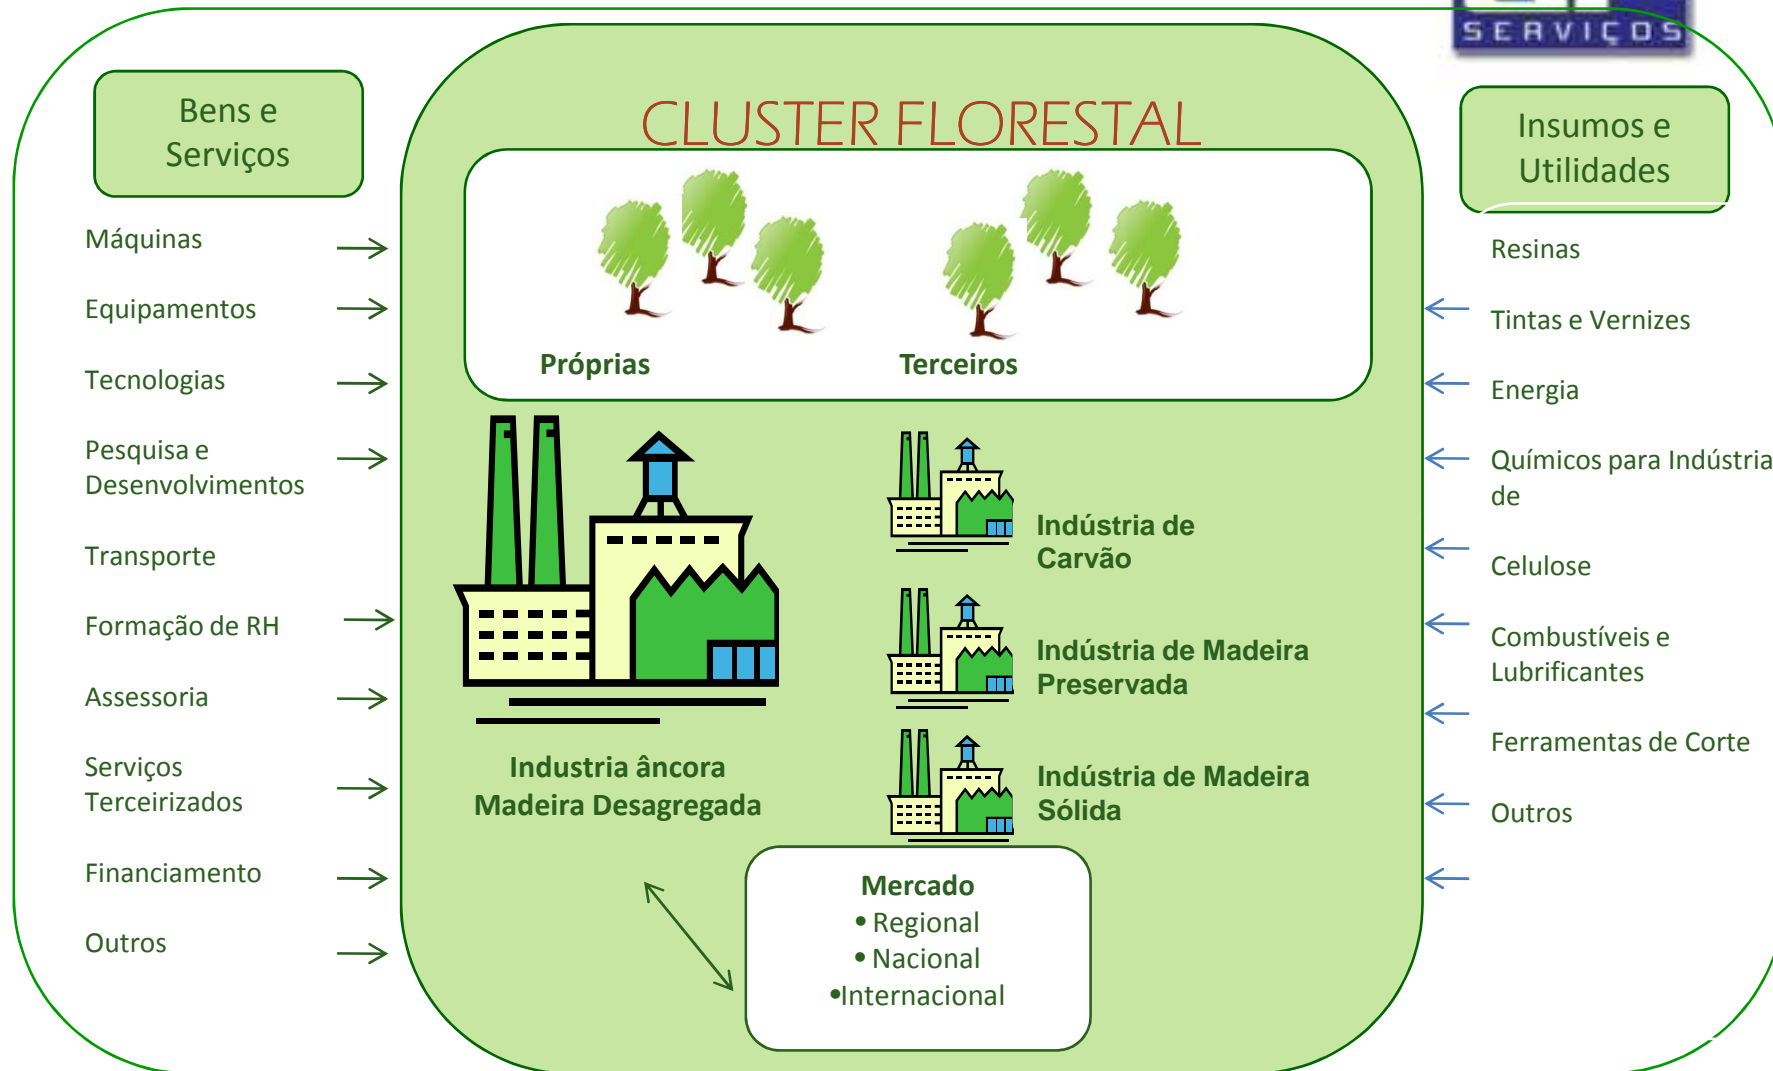 SERVIÇOS
Bens e
Serviços
Máquinas
Equipamentos
Tecnologias
Pesquisa e
Desenvolvimentos
Transporte
Formação de RH
Assessoria
Serviços
Terceirizados
Financiamento
Outros
CLUSTER FLORESTAL
Próprias
Terceiros
Industria âncora
Madeira Desagregada
Indústria de
Carvão
Indústria de Madeira
Preservada
Indústria de Madeira
Sólida
Mercado
• Regional
• Nacional
•Internacional
Insumos e
Utilidades
Resinas
Tintas e Vernizes
Energia
Químicos para Indústria
de
Celulose
Combustíveis e
Lubrificantes
Ferramentas de Corte
Outros